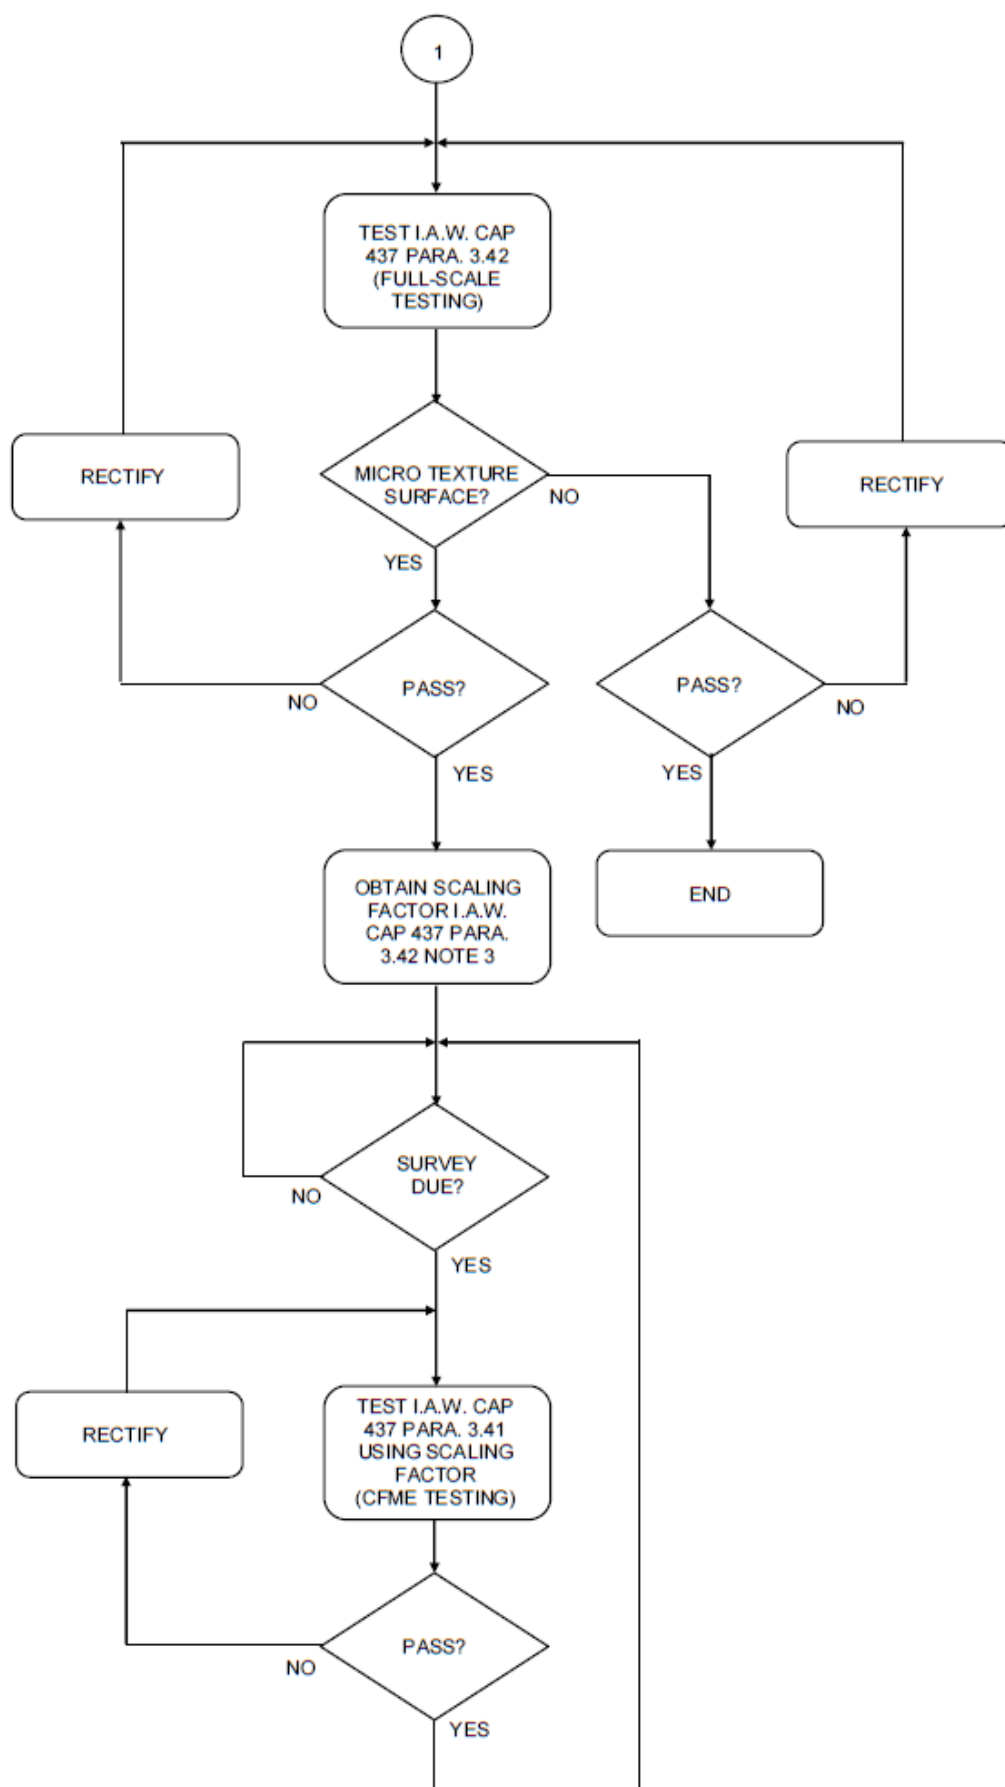 1
TEST I.A.W. CAP
437 PARA. 3.42
(FULL-SCALE
TESTING)
RECTIFY
MICRO TEXTURE
SURFACE?
NO
RECTIFY
YES
PASS?
NO
YES
PASS?
NO
YES
OBTAIN SCALING
FACTOR I.A.W.
CAP 437 PARA.
3.42 NOTE 3
END
SURVEY
DUE?
NO
YES
RECTIFY
TEST I.A.W. CAP
437 PARA. 3.41
USING SCALING
FACTOR
(CFME TESTING)
PASS?
NO
YES